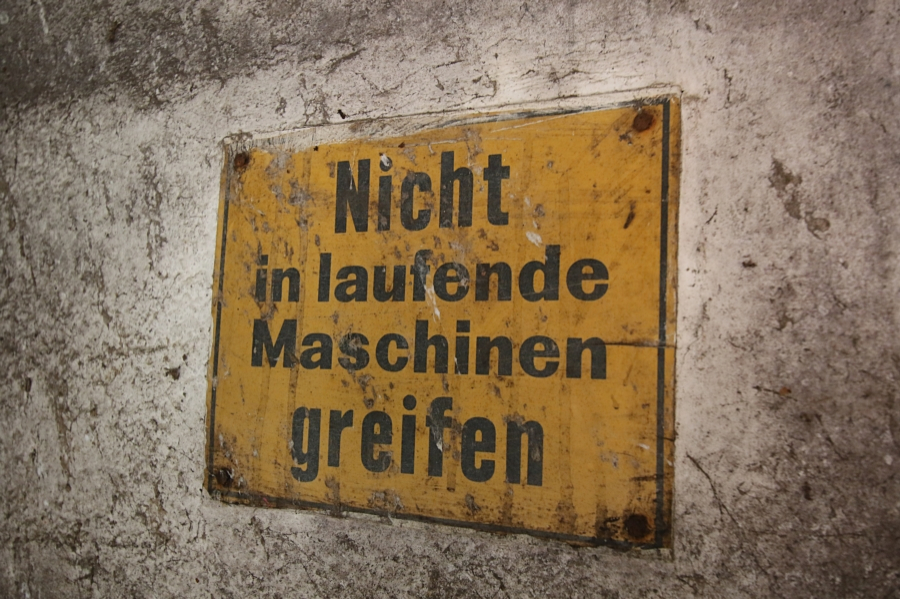 Nicht
in laufende
Maschinen
greifen